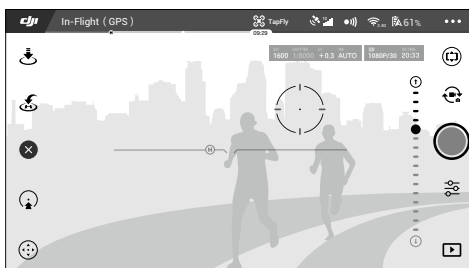 dji In-Flight ( GPS ) TapFly 61%
09:29
1600 1/8000 +0.3 AUTO 1080P/30 20:33
H